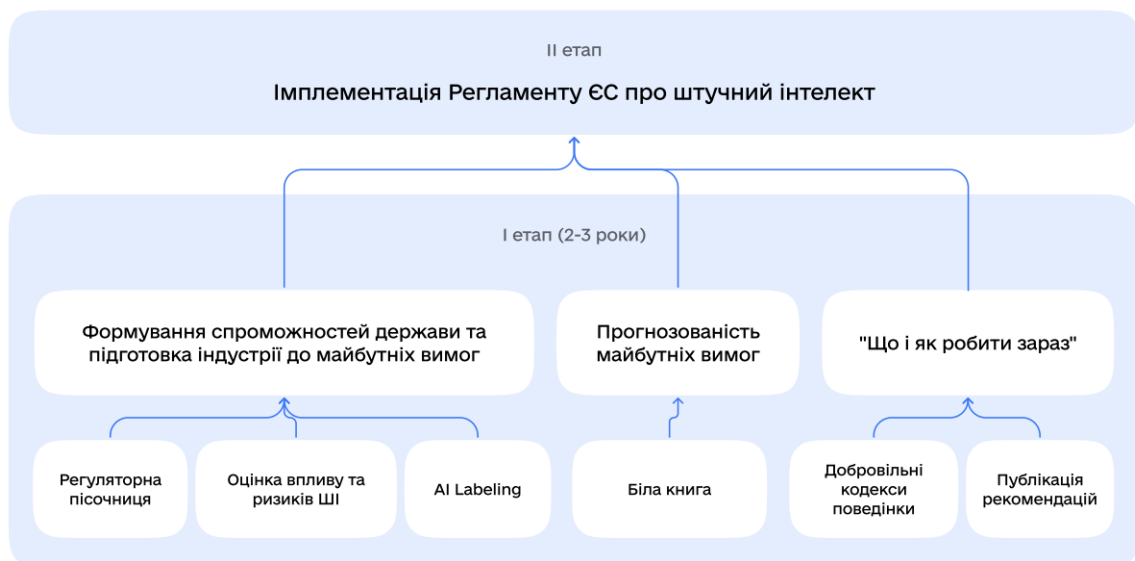 II етап
Імплементація Регламенту ЄС про штучний інтелект
I етап (2-3 роки)
Формування спроможностей держави та
підготовка індустрії до майбутніх вимог
Прогнозованість
майбутніх вимог
"Що і як робити зараз"
Регуляторна
пісочниця
Оцінка впливу та
ризиків ШІ
AI Labeling
Біла книга
Добровільні
кодекси
поведінки
Публікація
рекомендацій